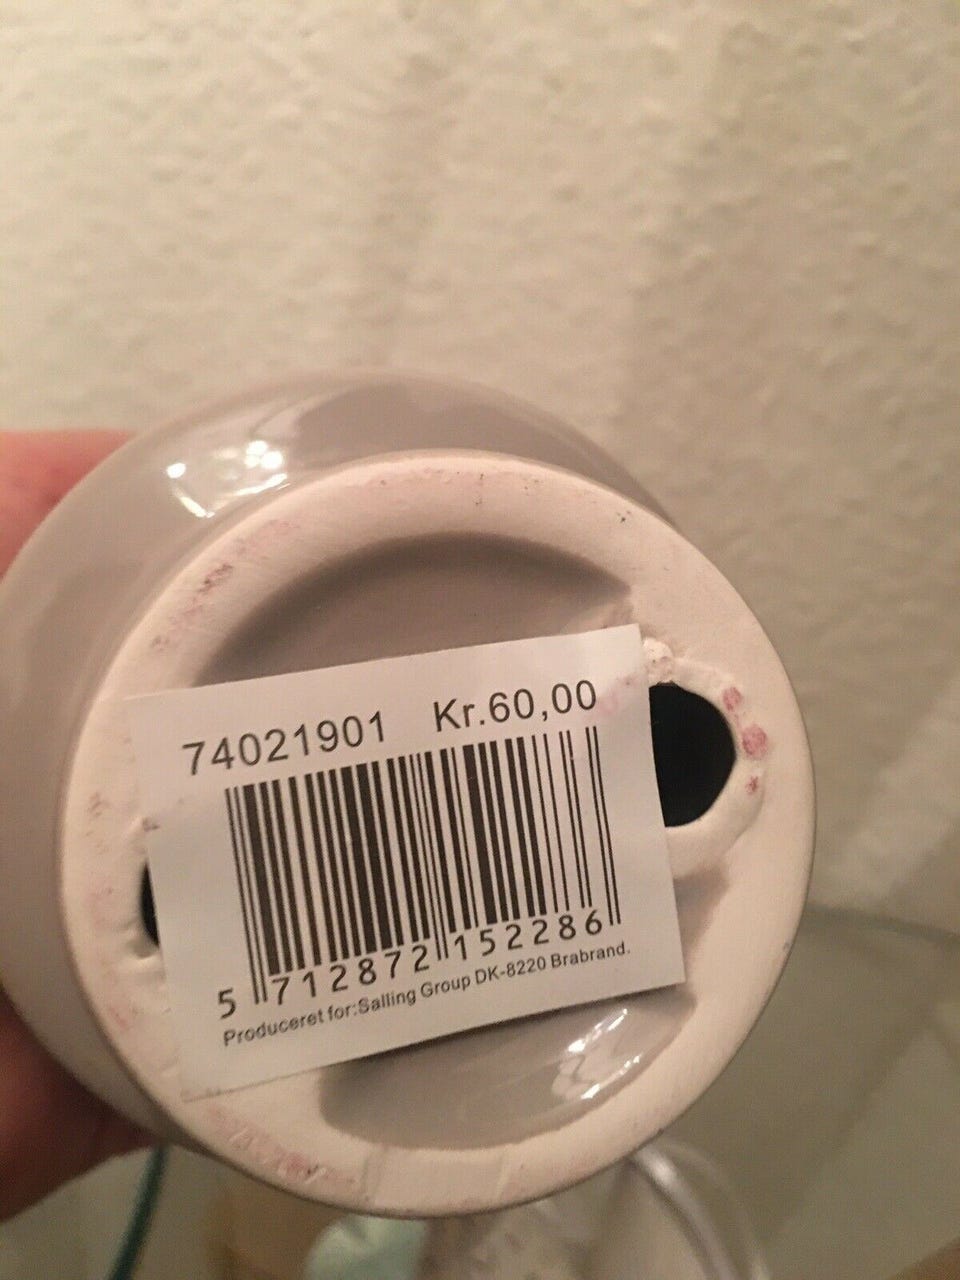 74021901 Kr.60,00
5 712872 152286
Produceret for:Salling Group DK-8220 Brabrand.